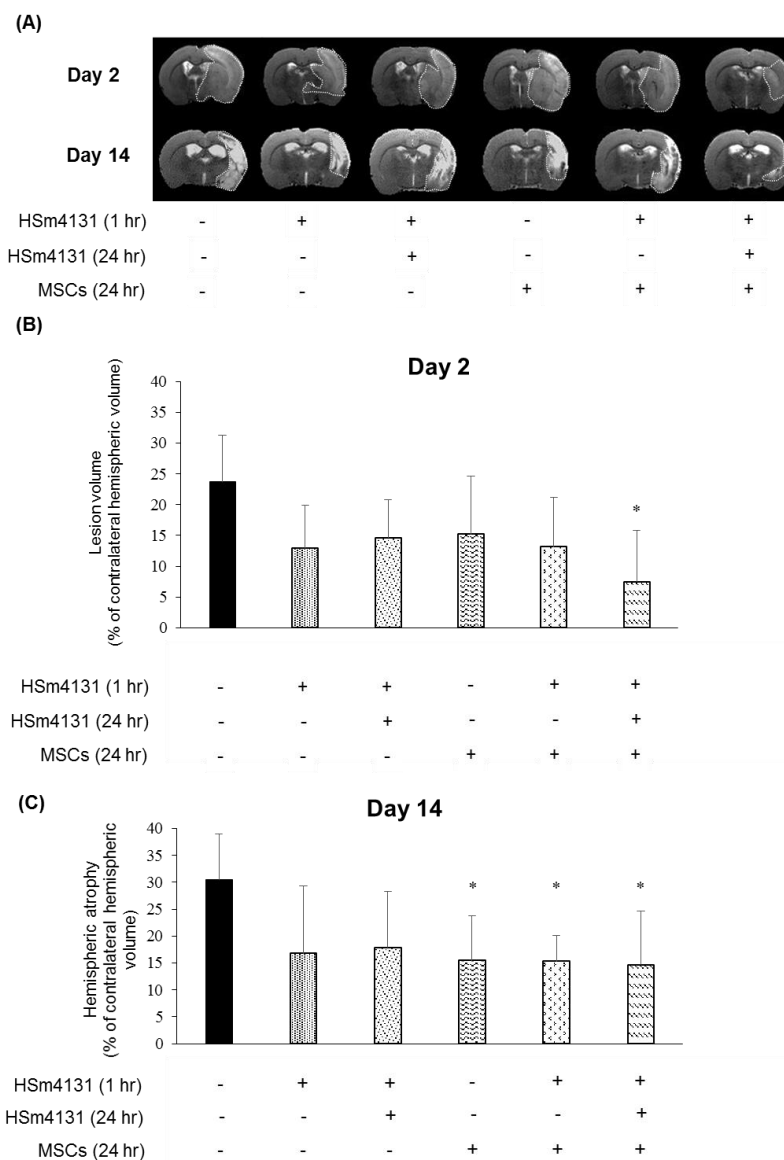 (A)
Day 2
Day 14
HSm4131 (1 hr) - + + - + +
HSm4131 (24 hr) - - + - - +
MSCs (24 hr) - - - + + +
(B)
Day 2
Lesion volume
(% of contralateral hemispheric volume)
40
35
30
25
20
15
10
5
0
*
HSm4131 (1 hr) - + + - + +
HSm4131 (24 hr) - - + - - +
MSCs (24 hr) - - - + + +
(C)
Day 14
Hemispheric atrophy
(% of contralateral hemispheric
volume)
40
35
30
25
20
15
10
5
0
* * *
HSm4131 (1 hr) - + + - + +
HSm4131 (24 hr) - - + - - +
MSCs (24 hr) - - - + + +